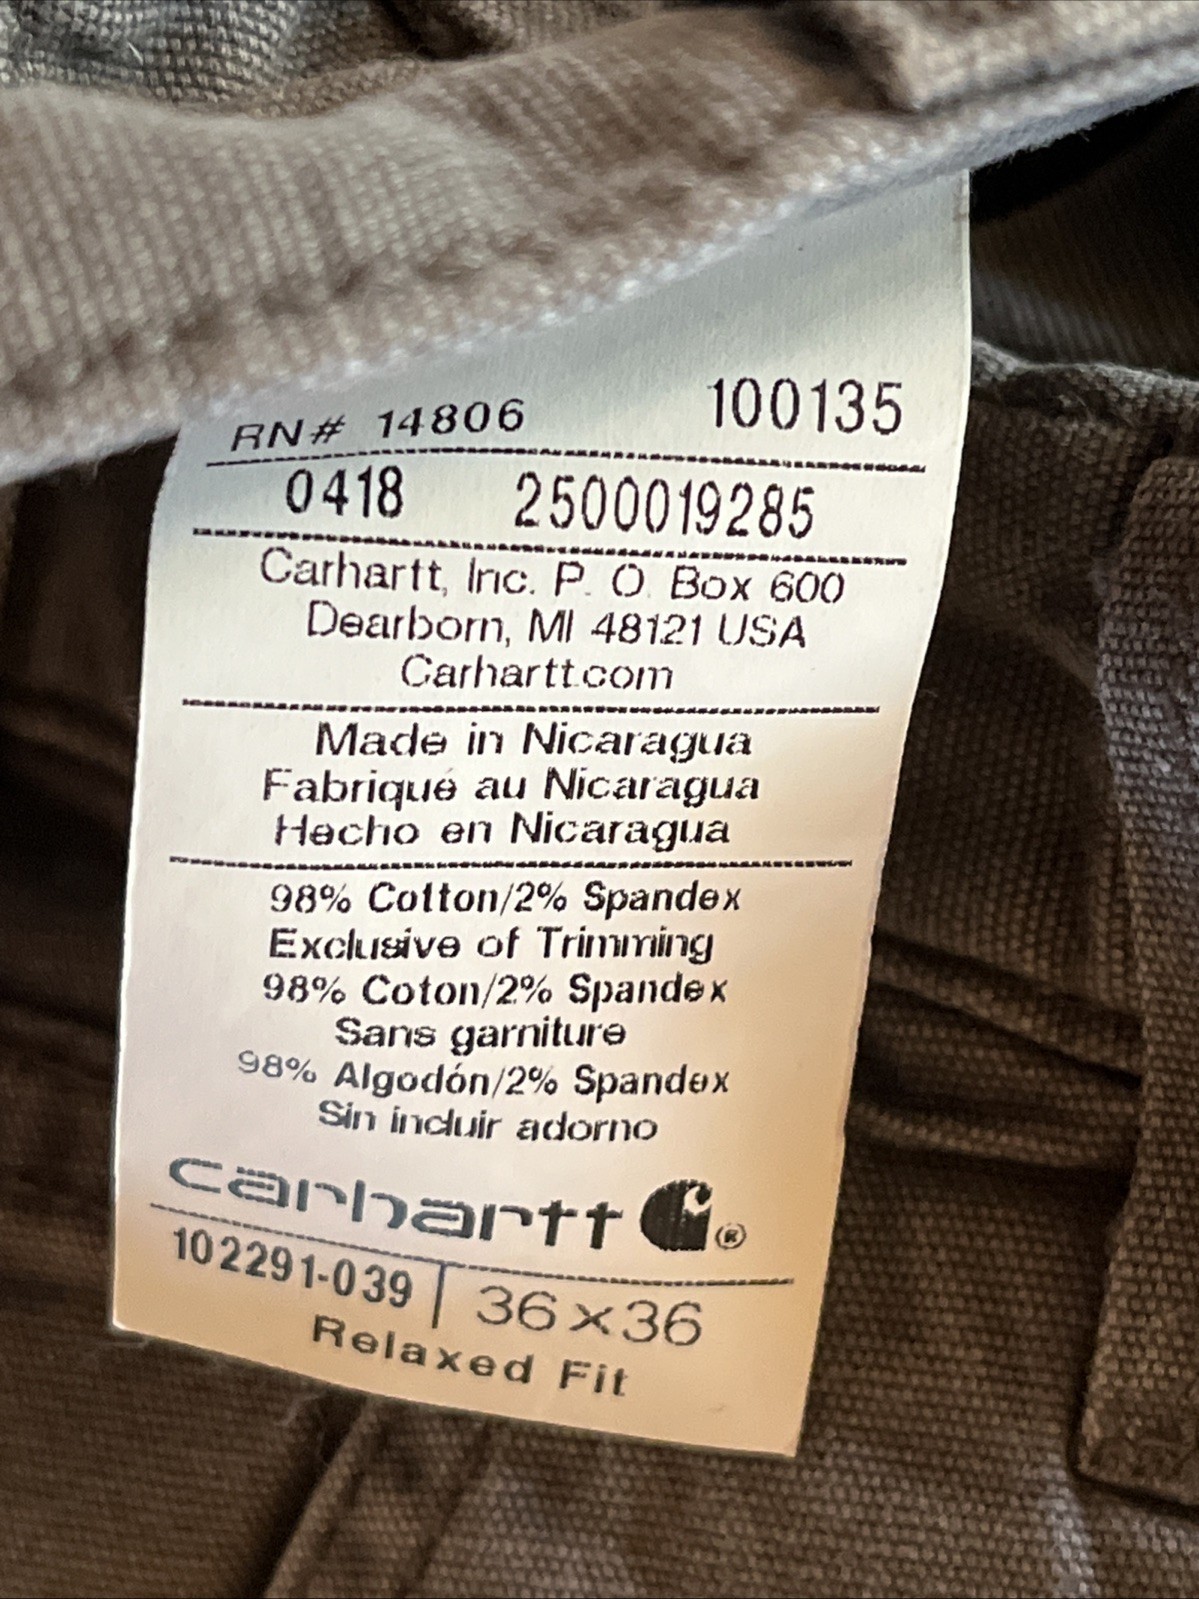 RN# 14806 100135
0418 2500019285
Carhartt, Inc. P. O. Box 600
Dearborn, MI 48121 USA
Carhartt.com
Made in Nicaragua
Fabriqué au Nicaragua
Hecho en Nicaragua
98% Cotton/2% Spandex
Exclusive of Trimming
98% Coton/2% Spandex
Sans garniture
98% Algodón/2% Spandex
Sin incluir adorno
carhartt ®
102291-039 | 36x36
Relaxed Fit